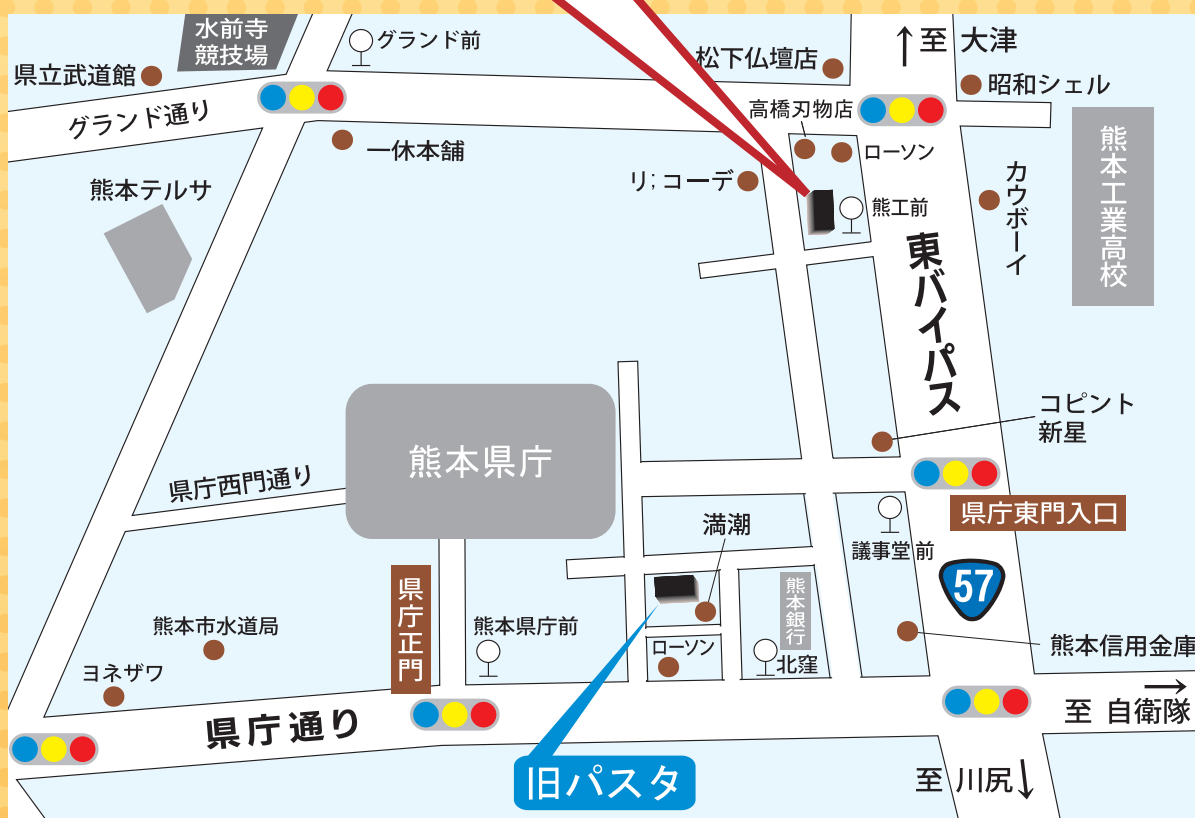 水前寺
競技場
グランド前
県立武道館
グランド通り
一休本舗
熊本テルサ
松下仏壇店
↑至 大津
昭和シェル
高橋刃物店
ローソン
リ;コーデ
熊工前
カウボーイ
熊本工業高校
東バイパス
コピント
新星
熊本県庁
県庁西門通り
県庁東門入口
満潮
議事堂前
57
県庁正門
熊本県庁前
熊本銀行
北窪
ローソン
熊本信用金庫
熊本市水道局
ヨネザワ
県庁通り
→
至 自衛隊
旧パスタ
至 川尻↓